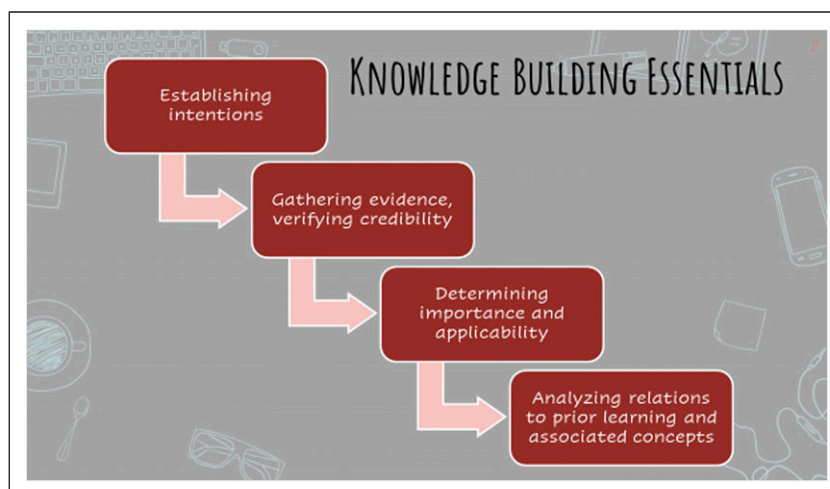 KNOWLEDGE BUILDING ESSENTIALS
Establishing
intentions
Gathering evidence,
verifying credibility
Determining
importance and
applicability
Analyzing relations
to prior learning and
associated concepts